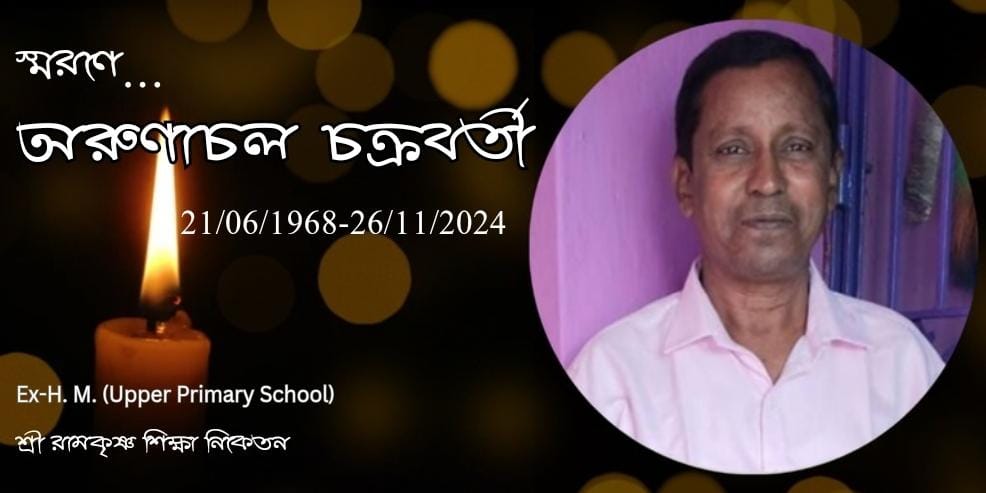 স্মরণে...
অরুণাচল চক্রবর্তী
21/06/1968-26/11/2024
Ex-H. M. (Upper Primary School)
শ্রী রামকৃষ্ণ শিক্ষা নিকেতন